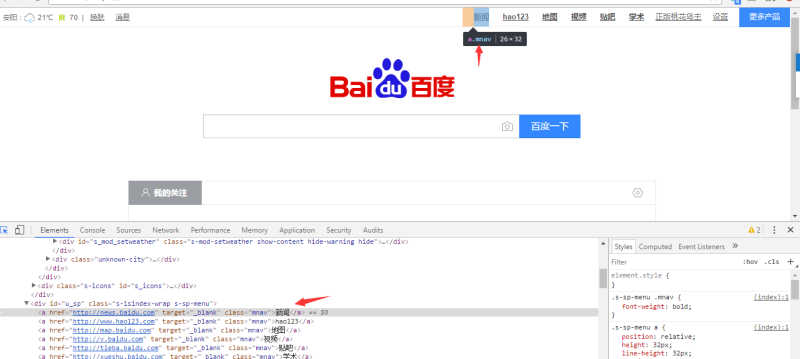 安阳： 21℃ 70 | 换肤 消息
新闻 hao123 地图 视频 贴吧 学术 正版桃花岛主 设置 更多产品
a.mnav | 26×32
Bai du 百度
百度一下
我的关注
Elements Console Sources Network Performance Memory Application Security Audits
2
<div id="s_mod_setweather" class="s-mod-setweather show-content hide-warning hide">…</div>
</div>
<div class="unknown-city">…</div>
</div>
<div class="s-icons" id="s_icons">…</div>
</div>
<div id="u_sp" class="s-isindex-wrap s-sp-menu">
<a href="http://news.baidu.com" target="_blank" class="mnav">新闻</a> == $0
<a href="http://www.hao123.com" target="_blank" class="mnav">hao123</a>
<a href="http://map.baidu.com" target="_blank" class="mnav">地图</a>
<a href="http://v.baidu.com" target="_blank" class="mnav">视频</a>
<a href="http://tieba.baidu.com" target="_blank" class="mnav">贴吧</a>
<a href="http://xueshu.baidu.com" target="_blank" class="mnav">学术</a>
Styles Computed Event Listeners »
Filter :hov .cls +
element.style {
}
.s-sp-menu .mnav { (index):1
font-weight: bold;
}
.s-sp-menu a { (index):1
position: relative;
height: 32px;
line-height: 32px;